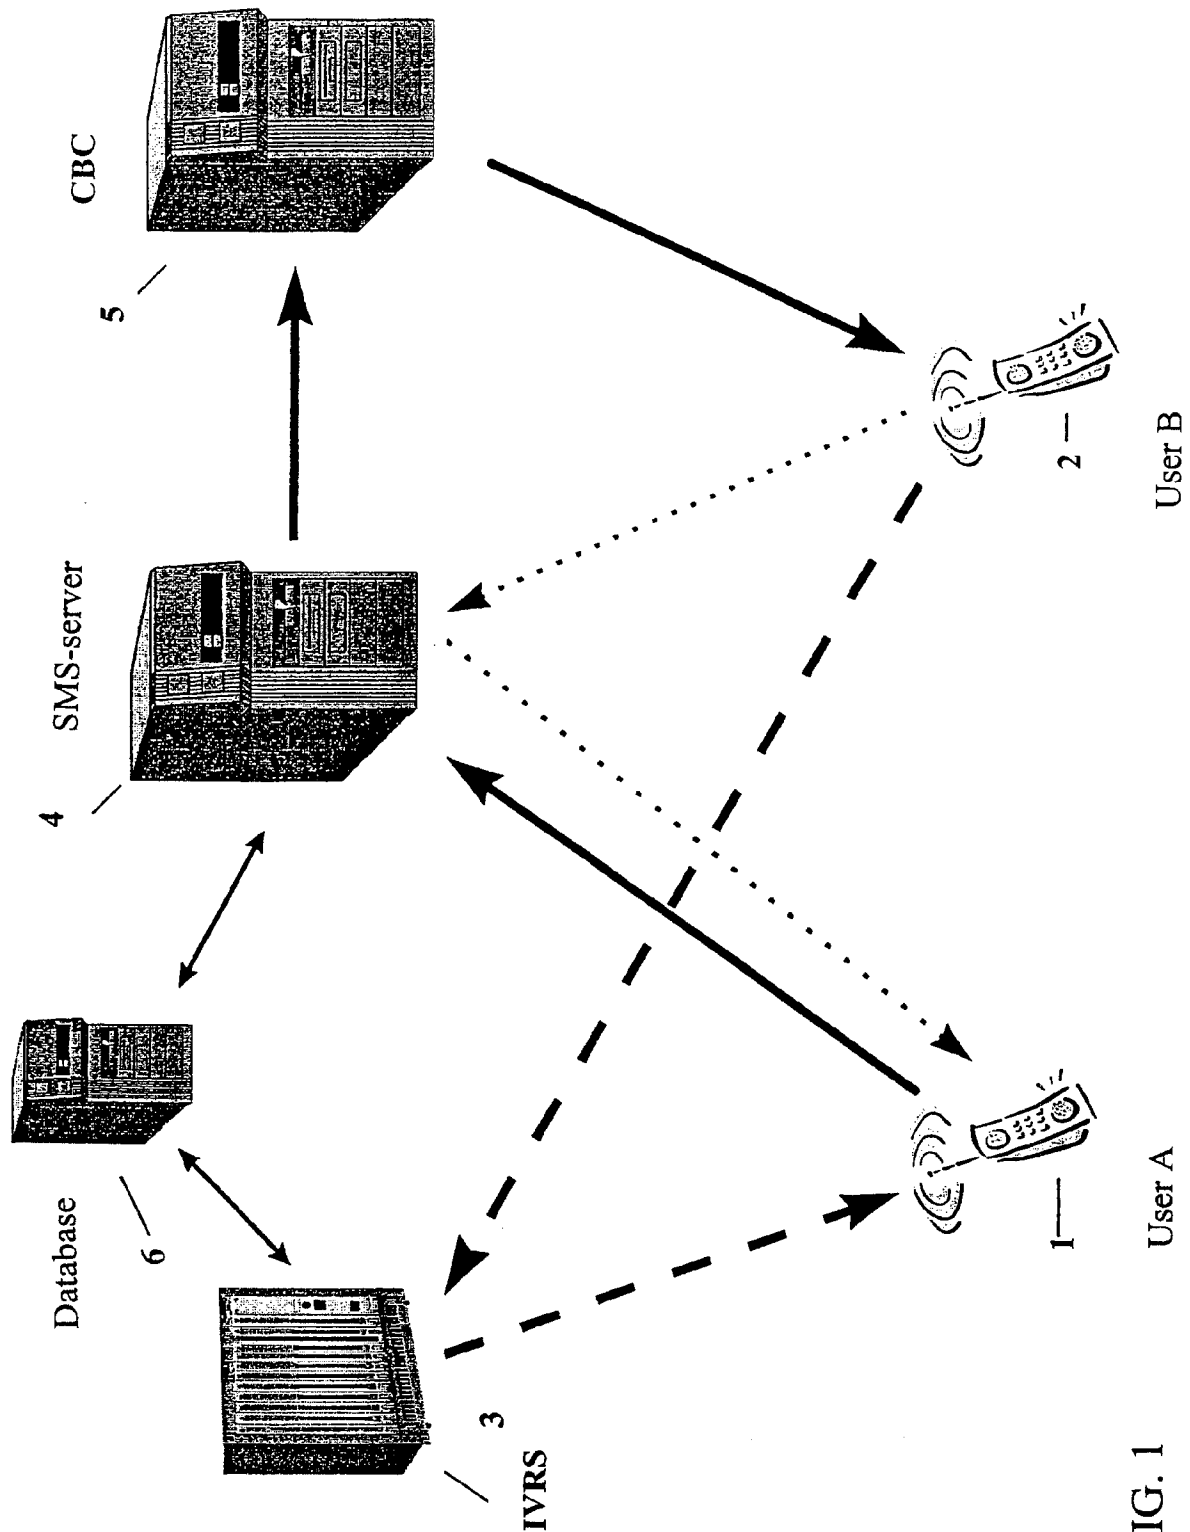 Database
SMS-server
CBC
6
4
5
3
IVRS
1
2
User A
User B
IG. 1